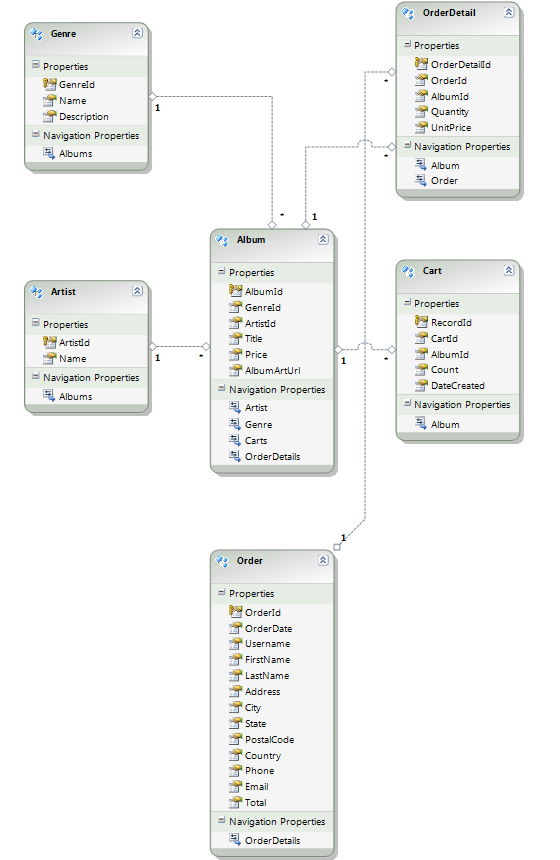 Genre
Properties
GenreId
Name
Description
Navigation Properties
Albums
1
*
OrderDetail
Properties
OrderDetailId
OrderId
AlbumId
Quantity
UnitPrice
Navigation Properties
Album
Order
*
*
1
Artist
Properties
ArtistId
Name
Navigation Properties
Albums
1
*
Album
Properties
AlbumId
GenreId
ArtistId
Title
Price
AlbumArtUrl
Navigation Properties
Artist
Genre
Carts
OrderDetails
1
*
Cart
Properties
RecordId
CartId
AlbumId
Count
DateCreated
Navigation Properties
Album
1
Order
Properties
OrderId
OrderDate
Username
FirstName
LastName
Address
City
State
PostalCode
Country
Phone
Email
Total
Navigation Properties
OrderDetails